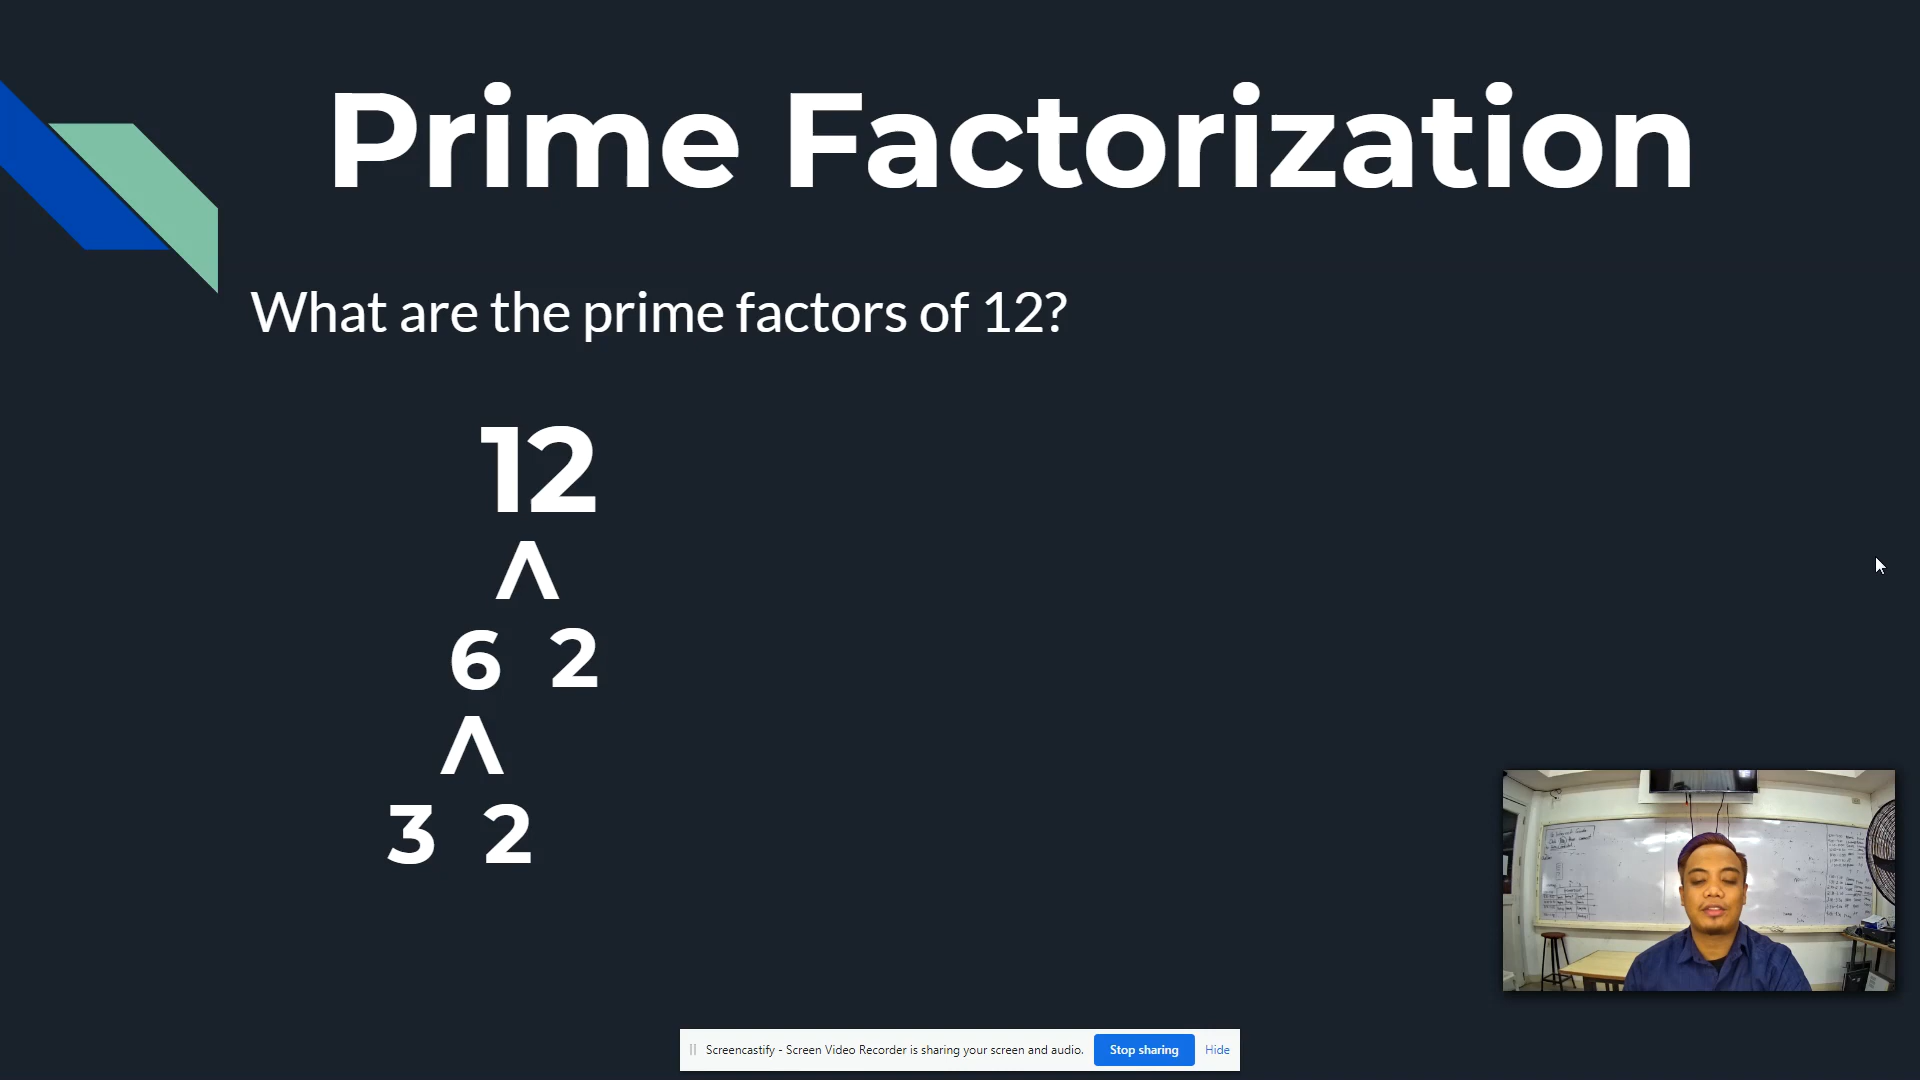 Prime Factorization
What are the prime factors of 12?
12
^
6 2
^
3 2
Screencastify - Screen Video Recorder is sharing your screen and audio. Stop sharing Hide